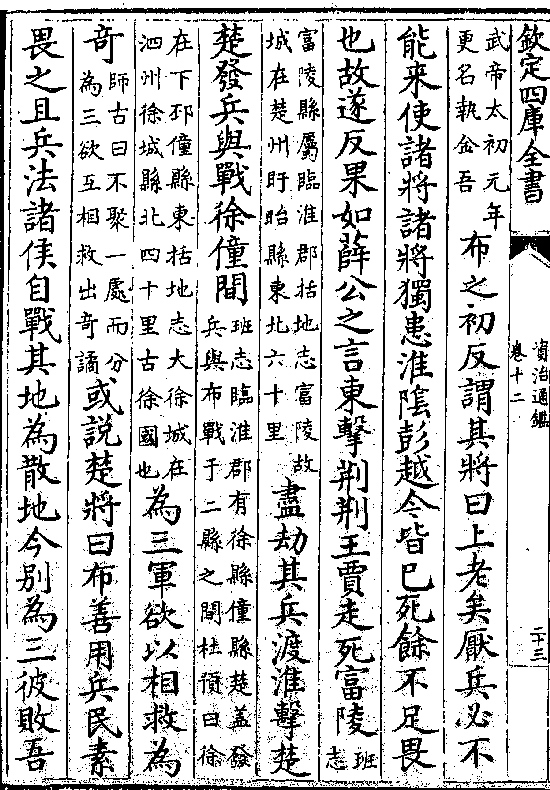 欽定四庫全書
資治通鑑
卷十二
二十三
武帝太初元年
更名執金吾
布之初反謂其將曰上老矣厭兵必不
能來使諸將諸將獨患淮陰彭越今皆已死餘不足畏
也故遂反果如薛公之言東擊荆荆王賈走死富陵
班
志
富陵縣屬臨淮郡括地志富陵故
城在楚州盱眙縣東北六十里
盡劫其兵渡淮擊楚
楚發兵與戰徐僮間
班志臨淮郡有徐縣僮縣楚蓋發
兵與布戰于二縣之間杜預曰徐
在下邳僮縣東括地志大徐城在
泗州徐城縣北四十里古徐國也
為三軍欲以相救為
奇
師古曰不聚一處而分
為三欲互相救出奇譎
或說楚將曰布善用兵民素
畏之且兵法諸侯自戰其地為散地今别為三彼敗吾